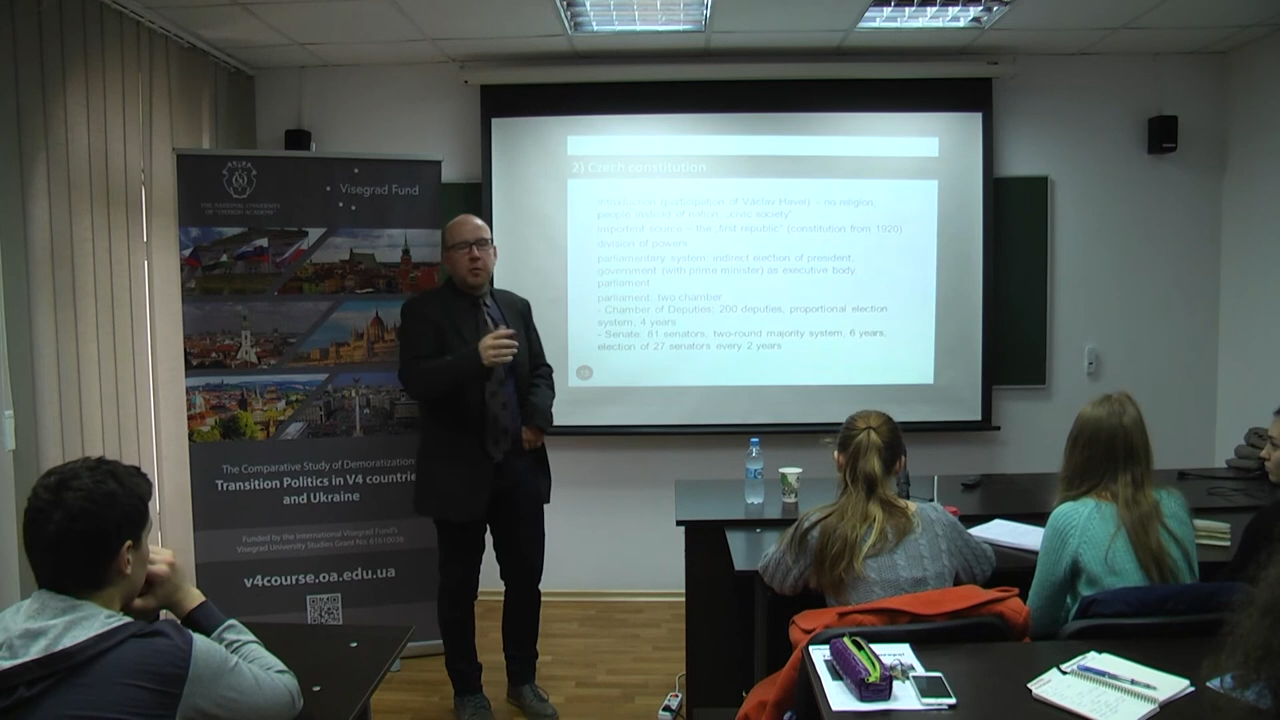 THE NATIONAL UNIVERSITY
OF "OSTROH ACADEMY"
Visegrad Fund
The Comparative Study of Demoratization:
Transition Politics in V4 countrie
and Ukraine
Funded by the International Visegrad Fund's
Visegrad University Studies Grant No. 61610036
v4course.oa.edu.ua
2) Czech constitution
Introduction (participation of Václav Havel) – no religion,
people instead of nation, „civic society“
important source – the „first republic“ (constitution from 1920)
division of powers
parliamentary system: indirect election of president,
government (with prime minister) as executive body,
parliament
parliament: two chamber
- Chamber of Deputies: 200 deputies, proportional election
system, 4 years
- Senate: 81 senators, two-round majority system, 6 years,
election of 27 senators every 2 years